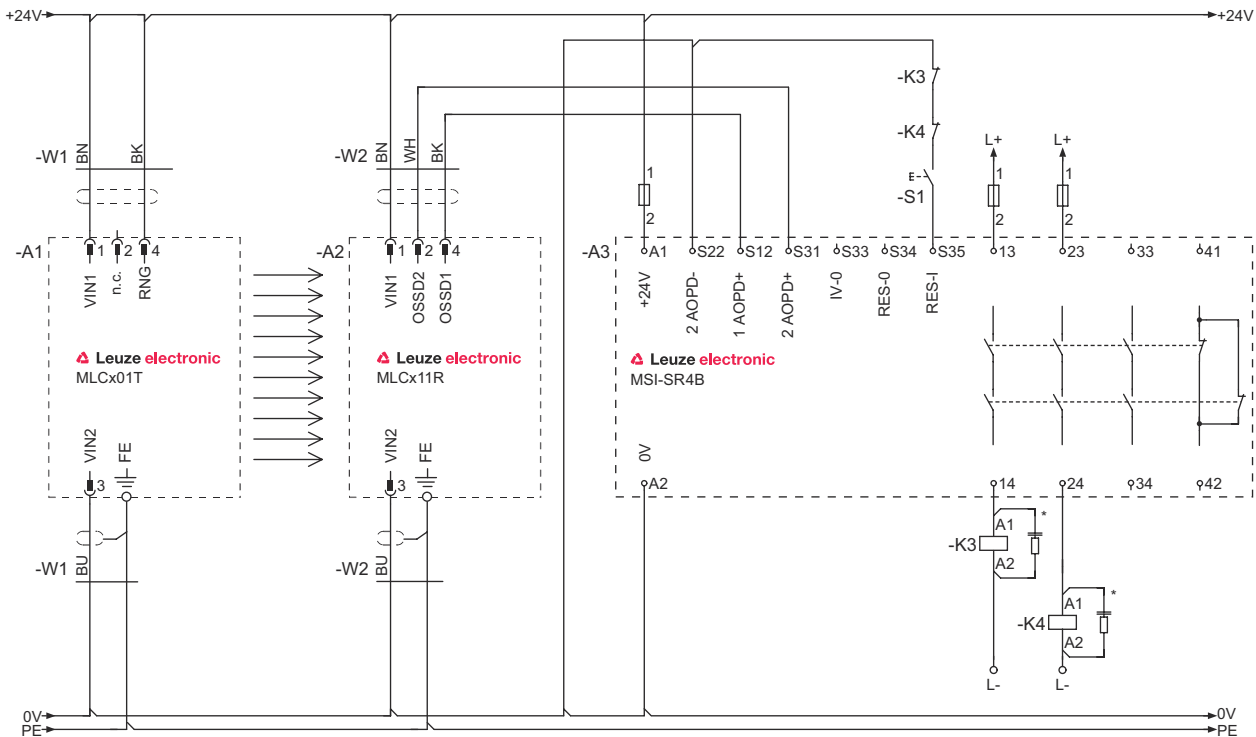 +24V
+24V
-K3
-K4
-S1
E
L+
L+
-W1
BN
BK
-W2
BN
WH
BK
1
2
1
2
1
2
-A1
1
2
4
VIN1
n.c.
RNG
-A2
1
2
4
VIN1
OSSD2
OSSD1
-A3
A1
S22
S12
S31
S33
S34
S35
13
23
33
41
+24V
2 AOPD-
1 AOPD+
2 AOPD+
IV-0
RES-0
RES-I
Leuze electronic
MLCx01T
Leuze electronic
MLCx11R
Leuze electronic
MSI-SR4B
VIN2
FE
3
VIN2
FE
3
0V
A2
14
24
34
42
-W1
BU
-W2
BU
-K3
A1
A2
*
-K4
A1
A2
*
L-
L-
0V
0V
PE
PE